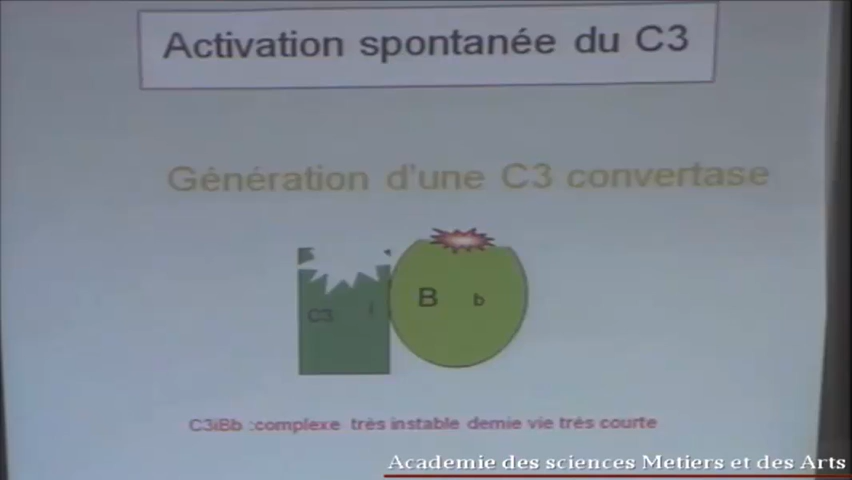 Activation spontanée du C3
Génération d'une C3 convertase
C3 i B b
C3iBb :complexe très instable demie vie très courte
Academie des sciences Metiers et des Arts